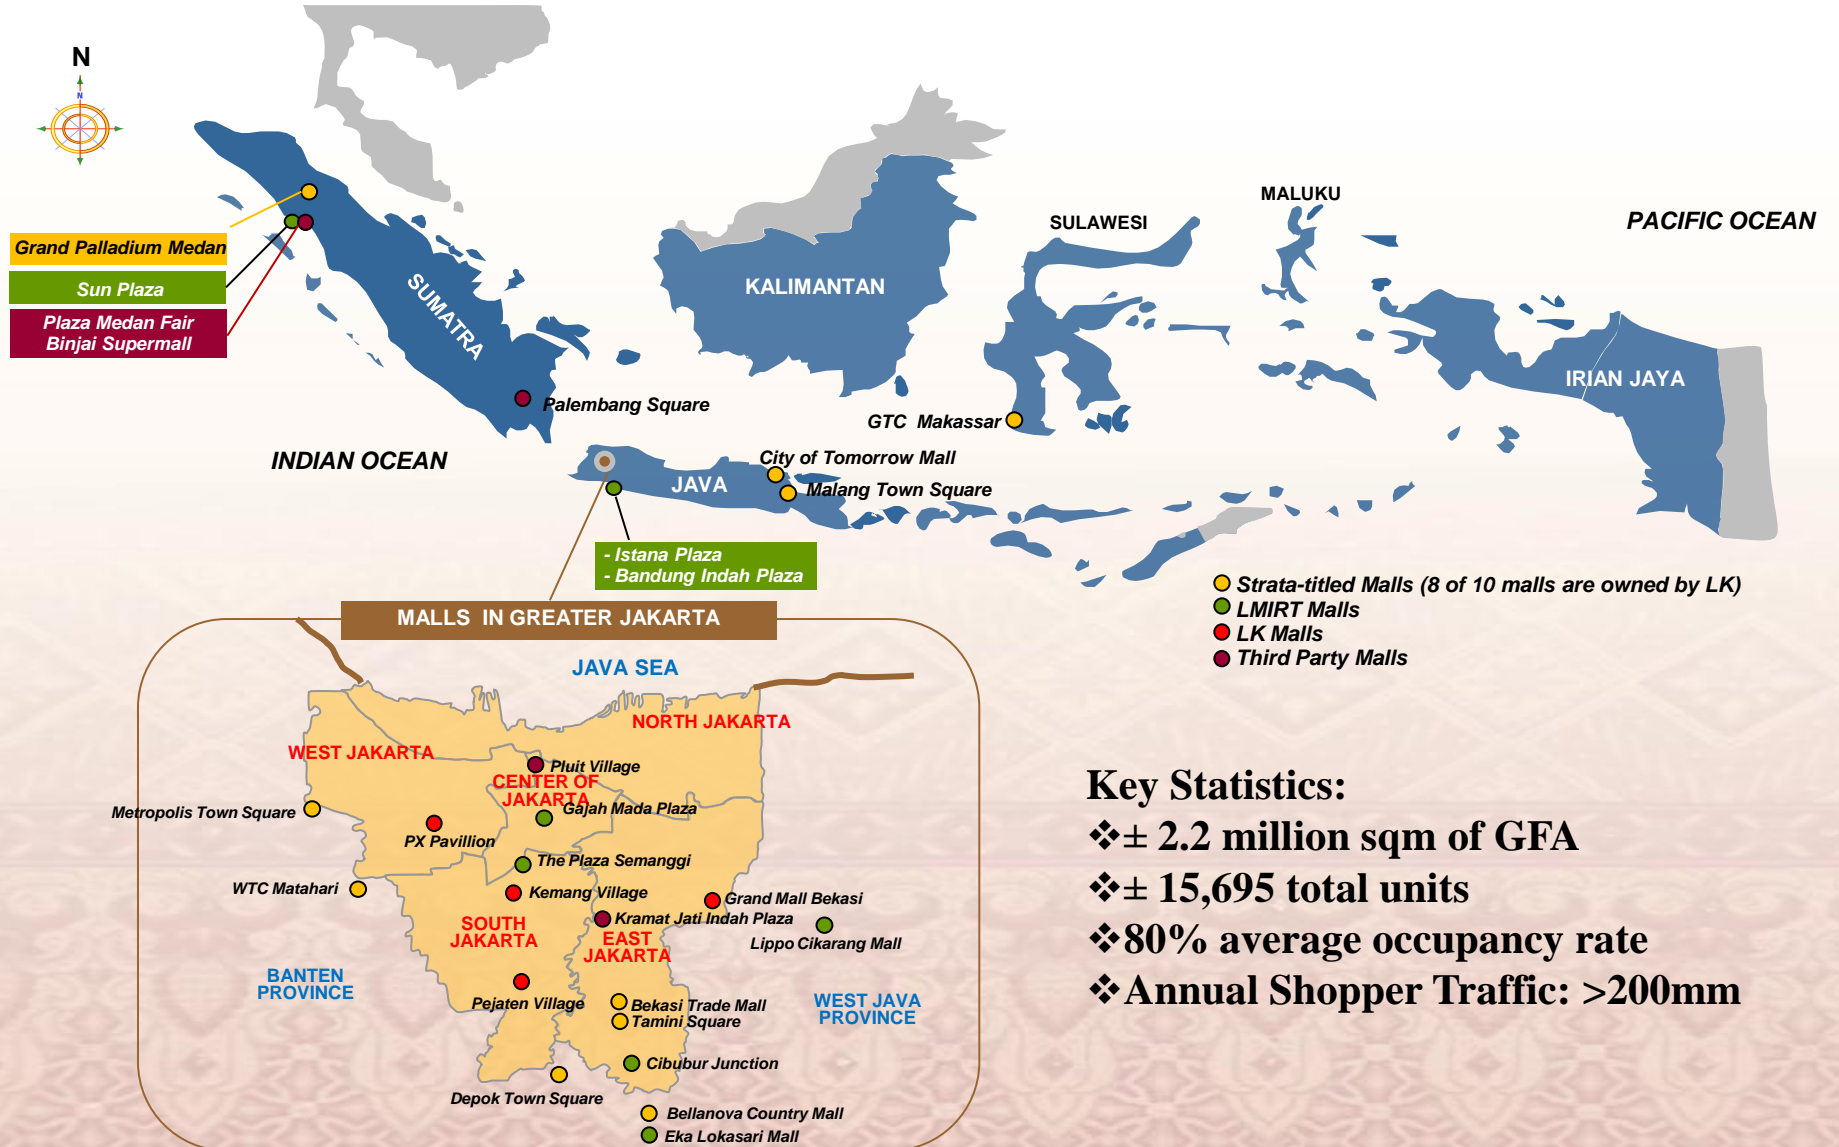 N
N
MALUKU
SULAWESI
PACIFIC OCEAN
Grand Palladium Medan
Sun Plaza
Plaza Medan Fair
Binjai Supermall
SUMATRA
KALIMANTAN
IRIAN JAYA
Palembang Square
GTC Makassar
INDIAN OCEAN
City of Tomorrow Mall
JAVA
Malang Town Square
- Istana Plaza
- Bandung Indah Plaza
Strata-titled Malls (8 of 10 malls are owned by LK)
LMIRT Malls
LK Malls
Third Party Malls
MALLS IN GREATER JAKARTA
JAVA SEA
NORTH JAKARTA
WEST JAKARTA
Pluit Village
CENTER OF
JAKARTA
Gajah Mada Plaza
Metropolis Town Square
PX Pavillion
The Plaza Semanggi
WTC Matahari
Kemang Village
Grand Mall Bekasi
Kramat Jati Indah Plaza
SOUTH
JAKARTA
EAST
JAKARTA
Lippo Cikarang Mall
BANTEN
PROVINCE
Pejaten Village
Bekasi Trade Mall
Tamini Square
WEST JAVA
PROVINCE
Cibubur Junction
Depok Town Square
Bellanova Country Mall
Eka Lokasari Mall
Key Statistics:
❖± 2.2 million sqm of GFA
❖± 15,695 total units
❖80% average occupancy rate
❖Annual Shopper Traffic: >200mm